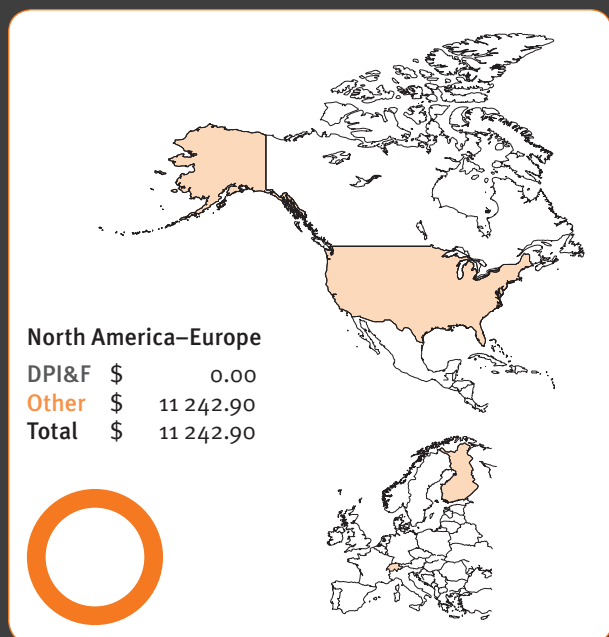 North America–Europe
DPI&F $ 0.00
Other $ 11 242.90
Total $ 11 242.90